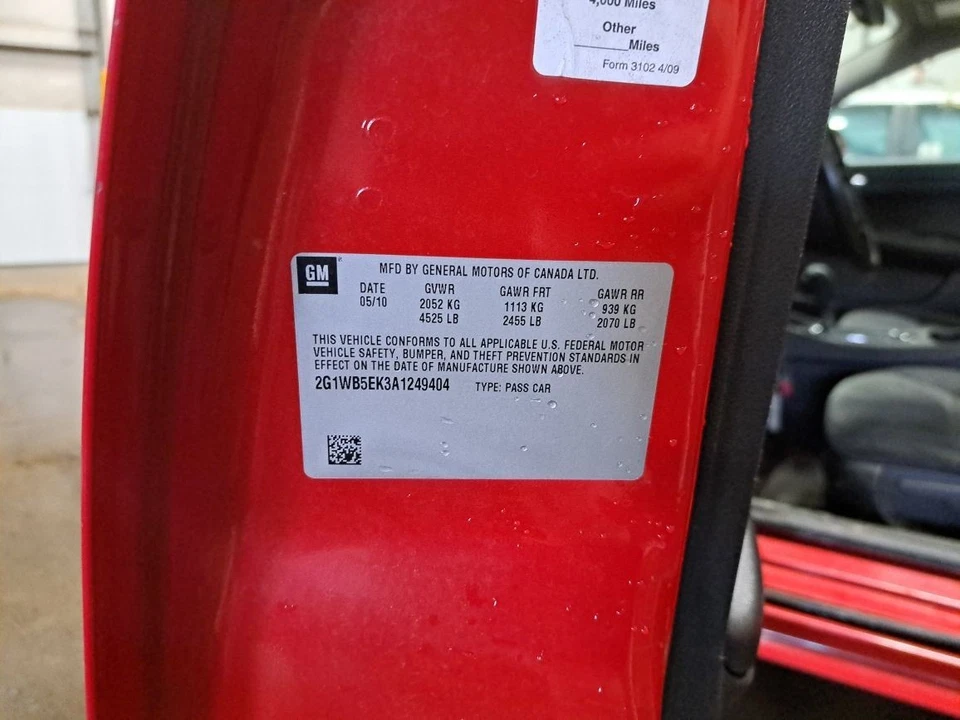 4,000 Miles
Other
______Miles
Form 3102 4/09
GM
MFD BY GENERAL MOTORS OF CANADA LTD.
DATE GVWR GAWR FRT GAWR RR
05/10 2052 KG 1113 KG 939 KG
4525 LB 2455 LB 2070 LB
THIS VEHICLE CONFORMS TO ALL APPLICABLE U.S. FEDERAL MOTOR
VEHICLE SAFETY, BUMPER, AND THEFT PREVENTION STANDARDS IN
EFFECT ON THE DATE OF MANUFACTURE SHOWN ABOVE.
2G1WB5EK3A1249404 TYPE: PASS CAR